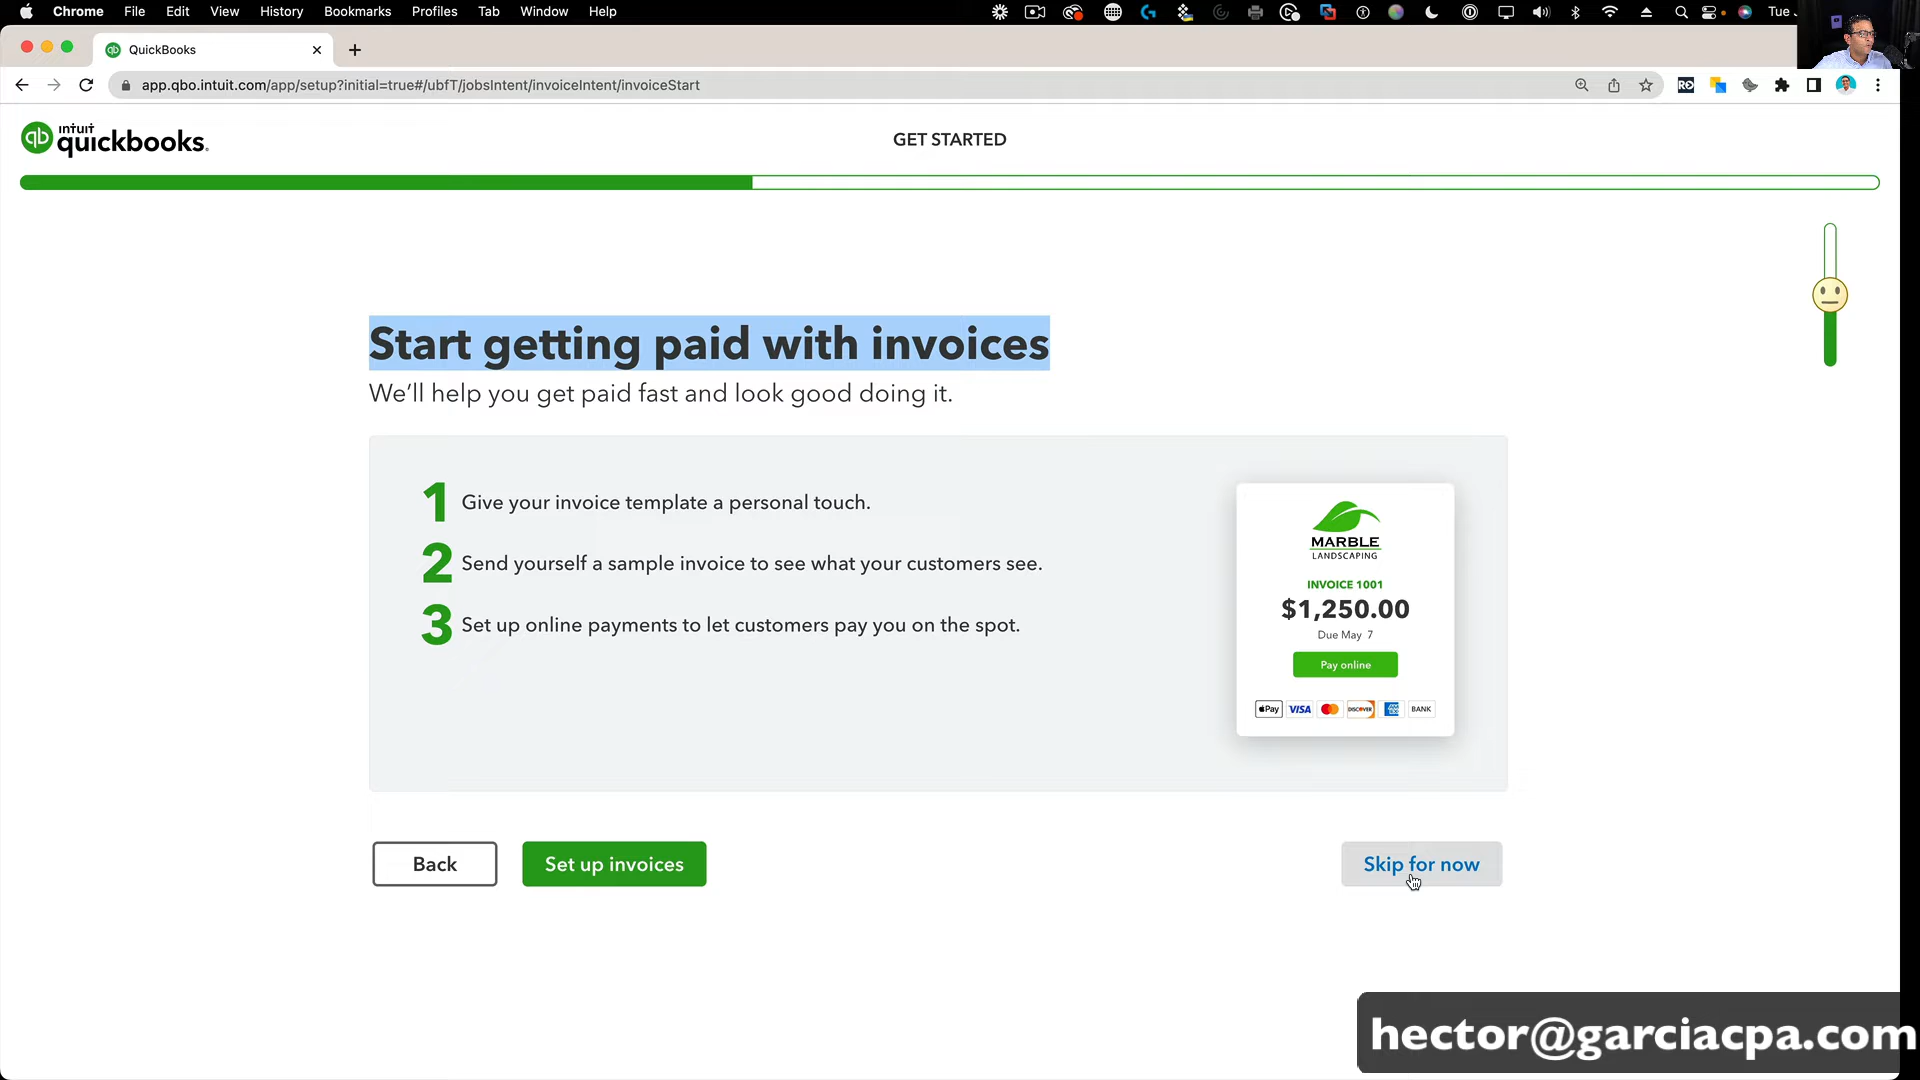 Chrome File Edit View History Bookmarks Profiles Tab Window Help
Tue
QuickBooks
app.qbo.intuit.com/app/setup?initial=true#/ubfT/jobsIntent/invoiceIntent/invoiceStart
intuit
quickbooks.
GET STARTED
Start getting paid with invoices
We’ll help you get paid fast and look good doing it.
1 Give your invoice template a personal touch.
2 Send yourself a sample invoice to see what your customers see.
3 Set up online payments to let customers pay you on the spot.
MARBLE
LANDSCAPING
INVOICE 1001
$1,250.00
Due May 7
Pay online
Pay VISA DISCOVER BANK
Back
Set up invoices
Skip for now
hector@garciacpa.com